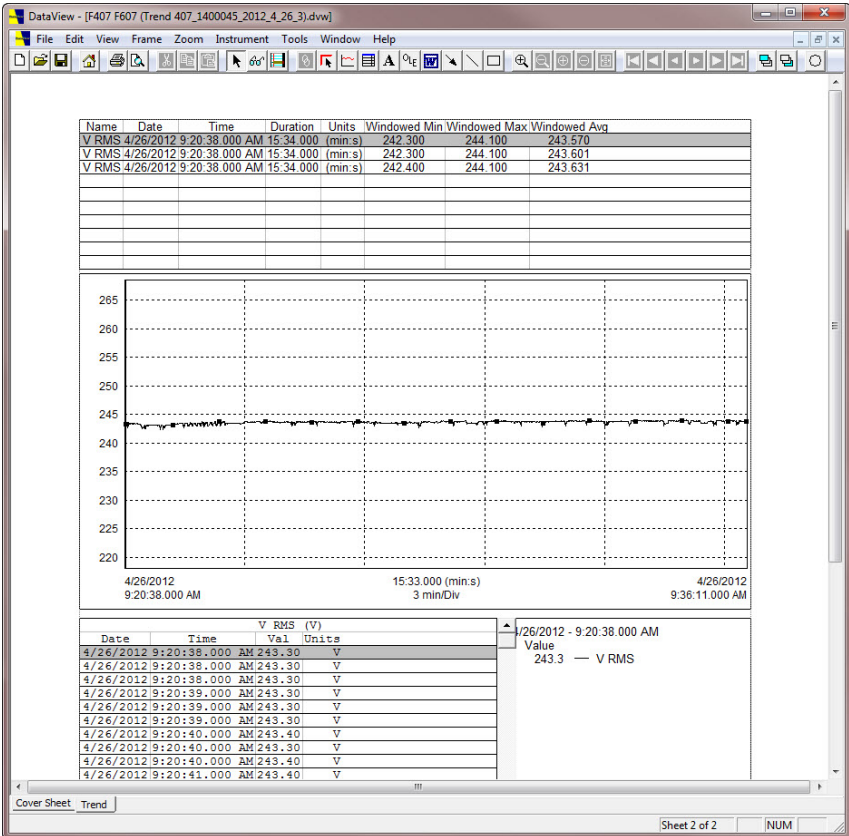 DataView - [F407 F607 (Trend 407_1400045_2012_4_26_3).dvw]
File Edit View Frame Zoom Instrument Tools Window Help
A OLE W
Name Date Time Duration Units Windowed Min Windowed Max Windowed Avg
V RMS 4/26/2012 9:20:38.000 AM 15:34.000 (min:s) 242.300 244.100 243.570
V RMS 4/26/2012 9:20:38.000 AM 15:34.000 (min:s) 242.300 244.100 243.601
V RMS 4/26/2012 9:20:38.000 AM 15:34.000 (min:s) 242.400 244.100 243.631
265
260
255
250
245
240
235
230
225
220
4/26/2012 15:33.000 (min:s) 4/26/2012
9:20:38.000 AM 3 min/Div 9:36:11.000 AM
V RMS (V)
Date Time Val Units
4/26/2012 9:20:38.000 AM 243.30 V
4/26/2012 9:20:38.000 AM 243.30 V
4/26/2012 9:20:38.000 AM 243.30 V
4/26/2012 9:20:39.000 AM 243.30 V
4/26/2012 9:20:39.000 AM 243.30 V
4/26/2012 9:20:39.000 AM 243.30 V
4/26/2012 9:20:40.000 AM 243.40 V
4/26/2012 9:20:40.000 AM 243.30 V
4/26/2012 9:20:40.000 AM 243.40 V
4/26/2012 9:20:41.000 AM 243.40 V
/26/2012 - 9:20:38.000 AM
Value
243.3 — V RMS
Cover Sheet Trend
Sheet 2 of 2 NUM